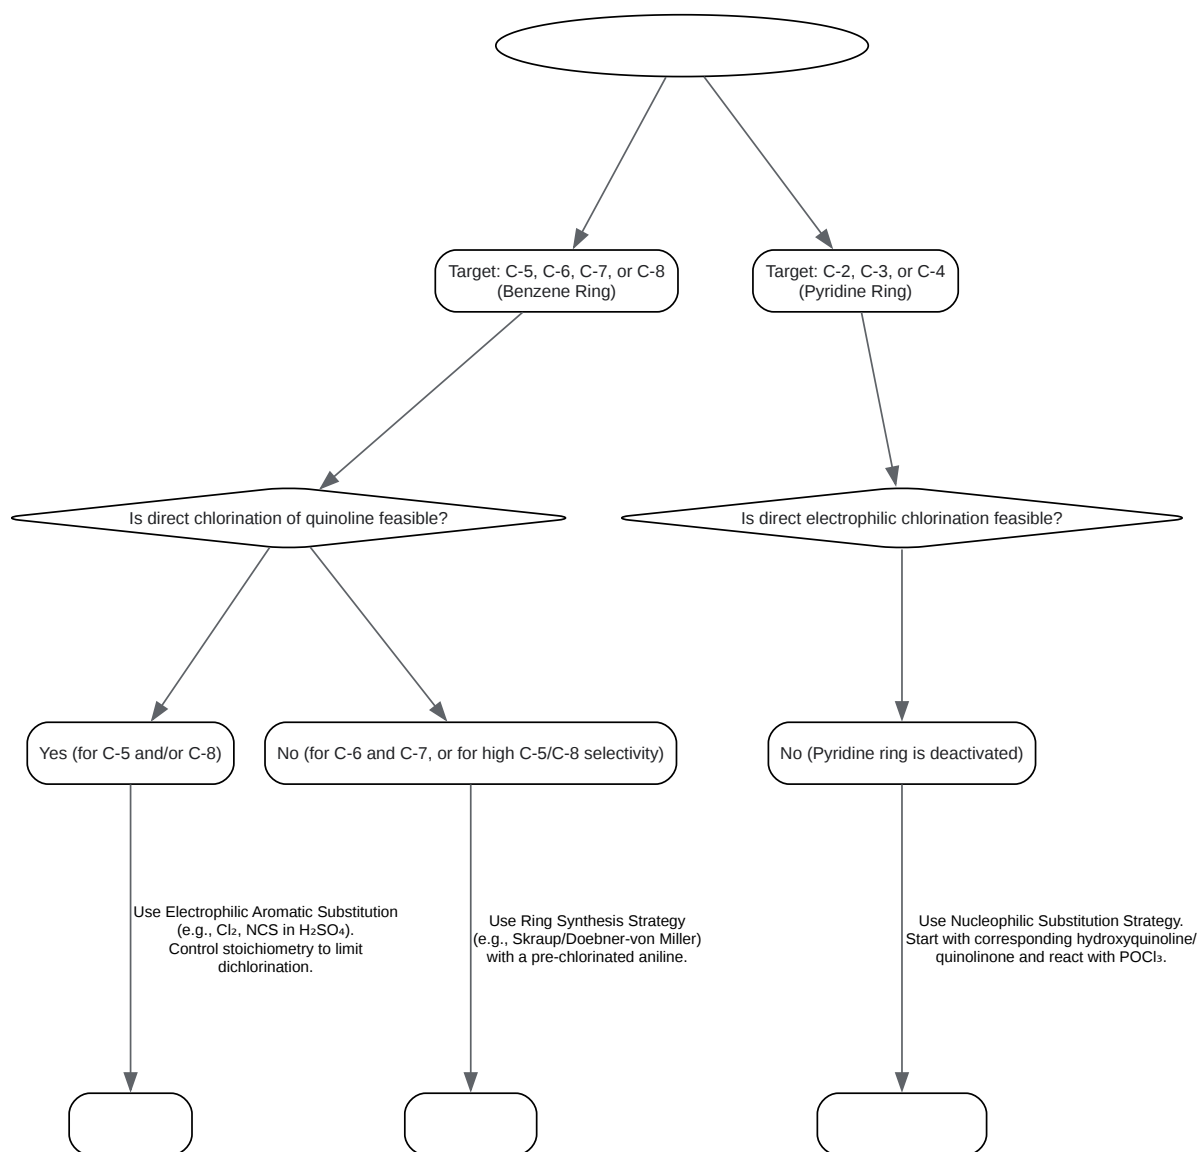 Target: C-5, C-6, C-7, or C-8
(Benzene Ring)
Target: C-2, C-3, or C-4
(Pyridine Ring)
Is direct chlorination of quinoline feasible?
Is direct electrophilic chlorination feasible?
Yes (for C-5 and/or C-8)
No (for C-6 and C-7, or for high C-5/C-8 selectivity)
No (Pyridine ring is deactivated)
Use Electrophilic Aromatic Substitution
(e.g., Cl₂, NCS in H₂SO₄).
Control stoichiometry to limit
dichlorination.
Use Ring Synthesis Strategy
(e.g., Skraup/Doebner-von Miller)
with a pre-chlorinated aniline.
Use Nucleophilic Substitution Strategy.
Start with corresponding hydroxyquinoline/
quinolinone and react with POCl₃.